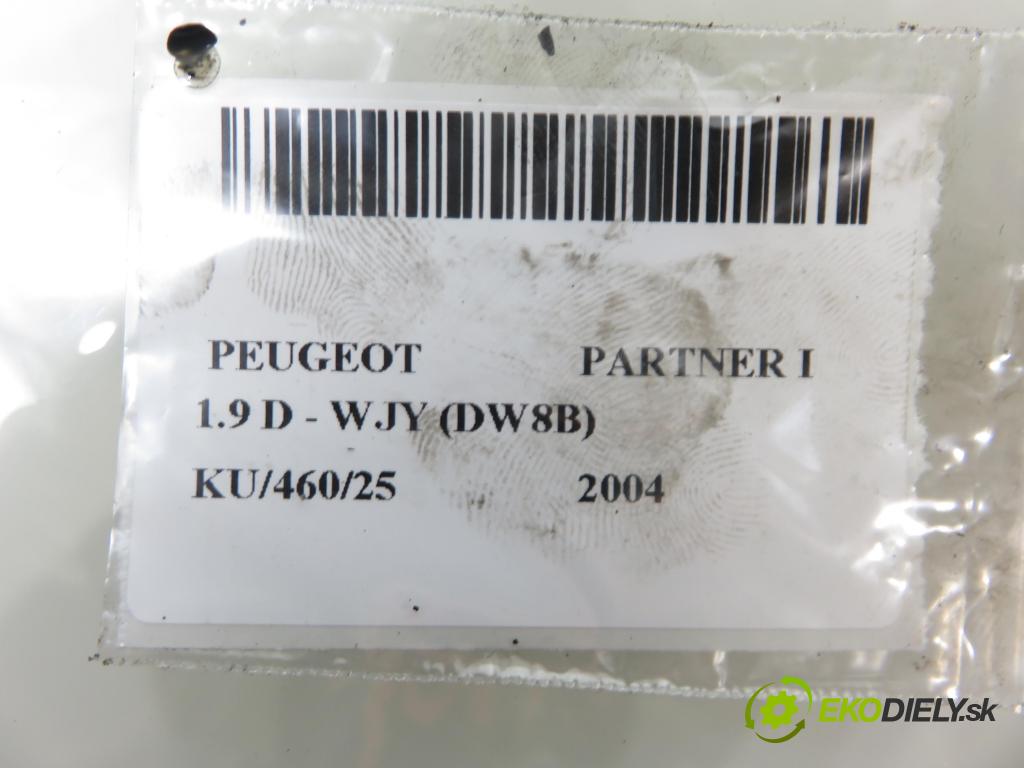 PEUGEOT PARTNER I
1.9 D - WJY (DW8B)
KU/460/25 2004
EKODIELY.sk